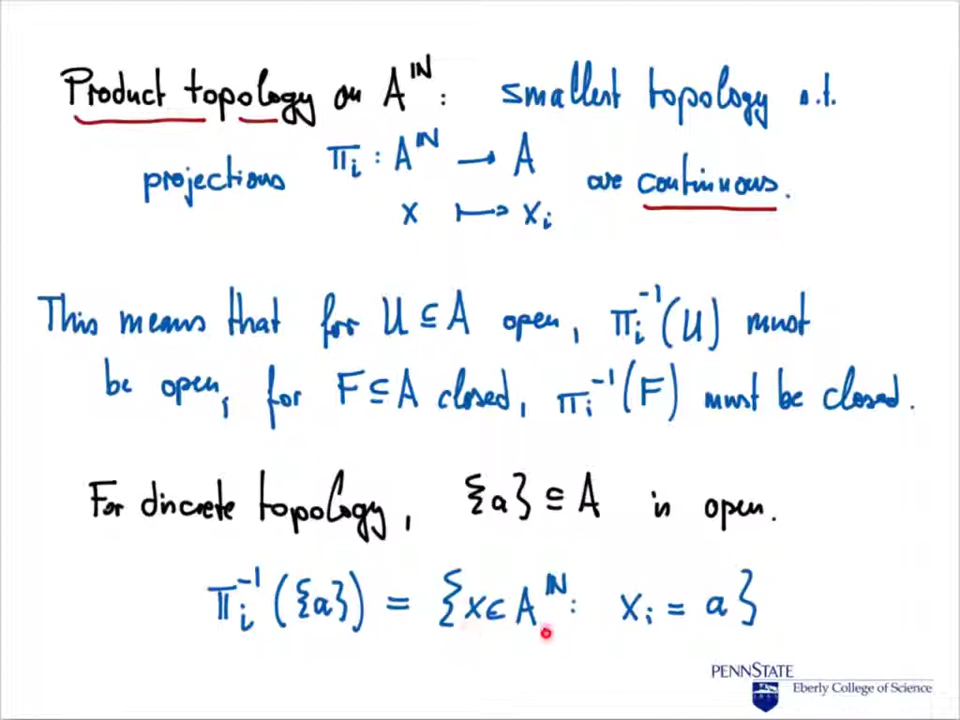 Product topology on A^ℕ: smallest topology s.t.
projections π_i : A^ℕ → A are continuous.
x ↦ x_i
This means that for U ⊆ A open, π_i^{-1}(U) must
be open, for F ⊆ A closed, π_i^{-1}(F) must be closed.
For discrete topology, {a} ⊆ A is open.
π_i^{-1}({a}) = {x ∈ A^ℕ : x_i = a}
PENNSTATE
Eberly College of Science